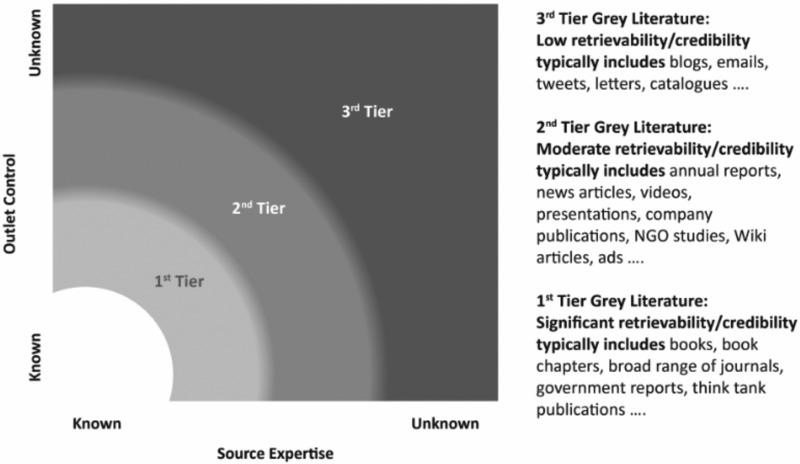 Unknown
Outlet Control
Known
3rd Tier
2nd Tier
1st Tier
Known
Unknown
Source Expertise
3rd Tier Grey Literature:
Low retrievability/credibility
typically includes blogs, emails,
tweets, letters, catalogues ....
2nd Tier Grey Literature:
Moderate retrievability/credibility
typically includes annual reports,
news articles, videos,
presentations, company
publications, NGO studies, Wiki
articles, ads ....
1st Tier Grey Literature:
Significant retrievability/credibility
typically includes books, book
chapters, broad range of journals,
government reports, think tank
publications ....